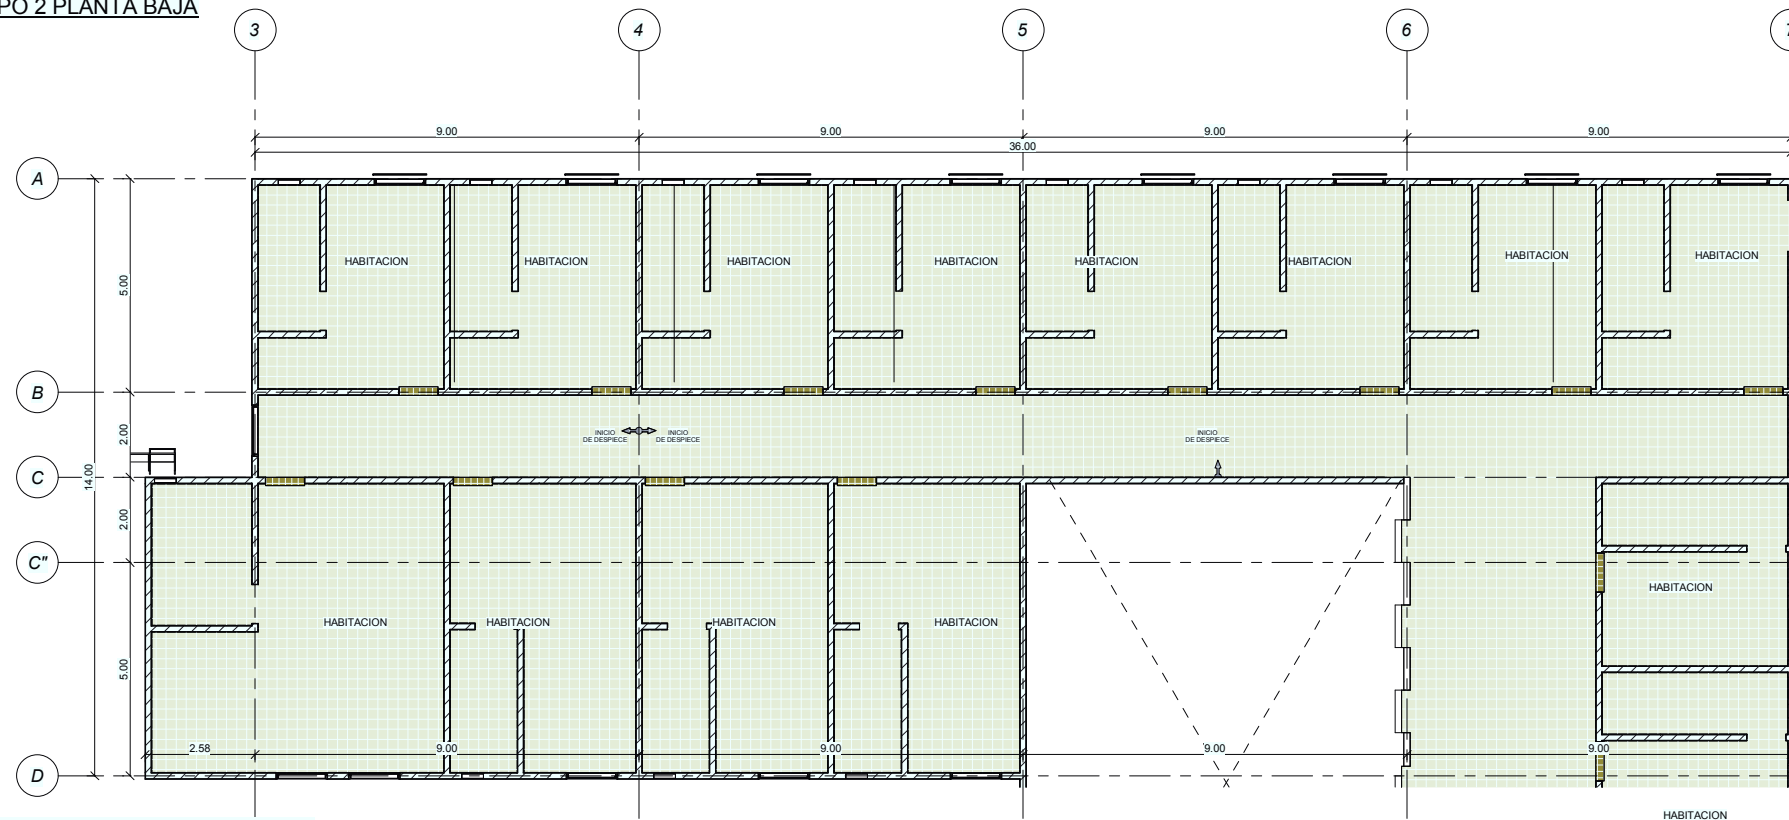 PO 2 PLANTA BAJA
3 4 5 6 7
9.00 9.00 9.00 9.00
36.00
A
HABITACION HABITACION HABITACION HABITACION HABITACION HABITACION HABITACION HABITACION
5.00
B
2.00
INICIO
DE DESPIECE
INICIO
DE DESPIECE
INICIO
DE DESPIECE
14.00
C
2.00
C"
HABITACION
HABITACION HABITACION HABITACION HABITACION
5.00
2.58 9.00 9.00 9.00 9.00
D
X
HABITACION